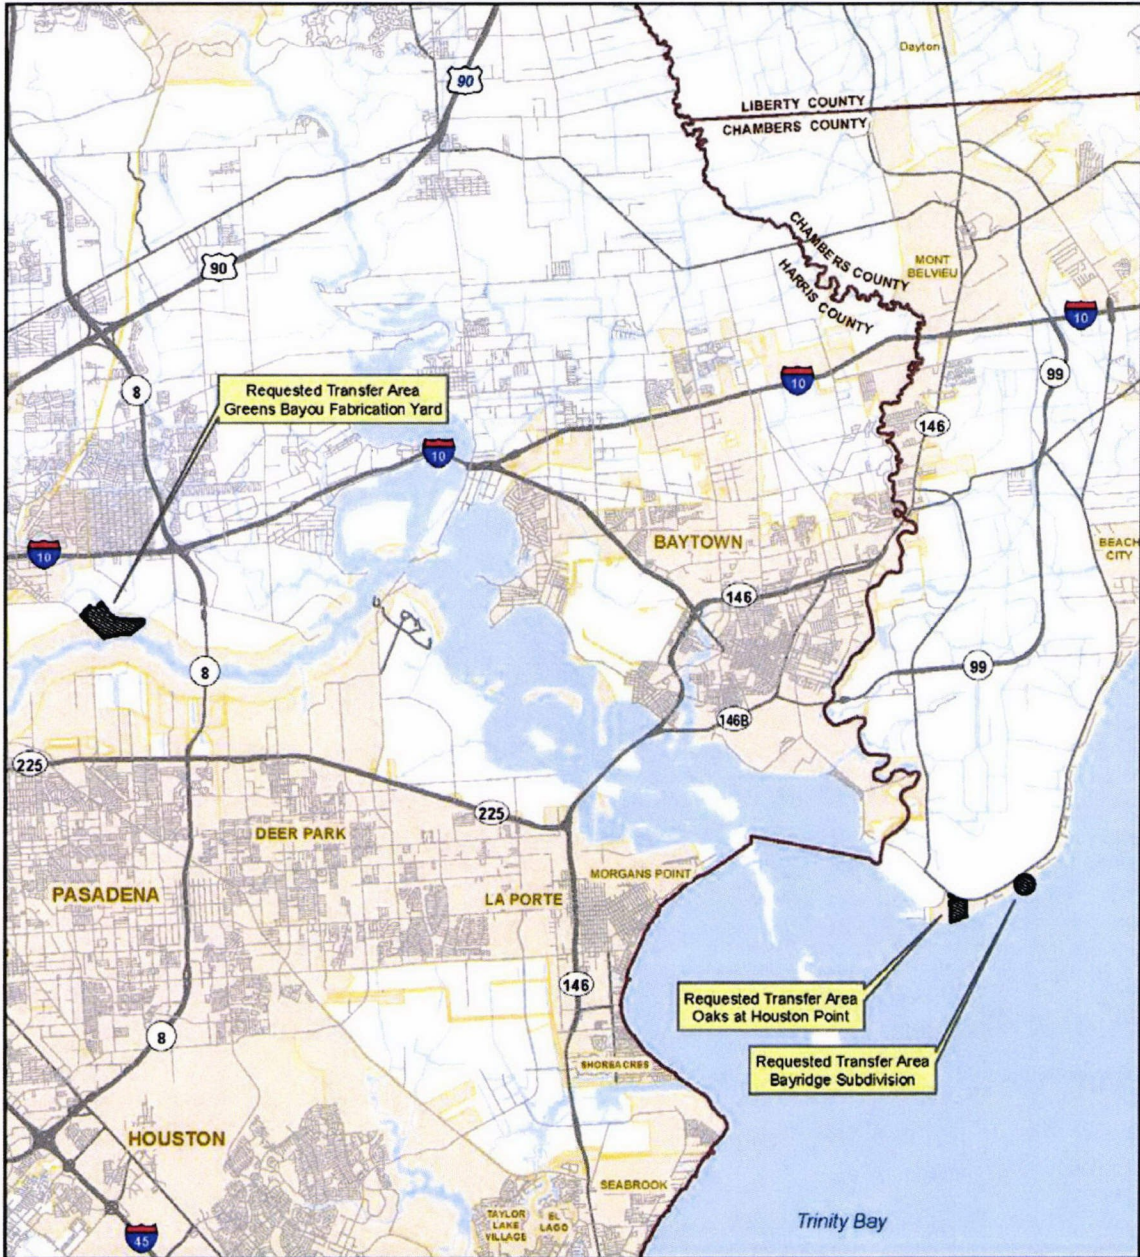 Dayton
90
LIBERTY COUNTY
CHAMBERS COUNTY
CHAMBERS COUNTY
HARRIS COUNTY
MONT
BELVIEU
90
10
10
8
99
Requested Transfer Area
Greens Bayou Fabrication Yard
146
10
10
BAYTOWN
BEACH
CITY
146
8
99
146B
225
225
DEER PARK
PASADENA
MORGANS POINT
LA PORTE
146
Requested Transfer Area
Oaks at Houston Point
8
Requested Transfer Area
Bayridge Subdivision
SHOREACRES
HOUSTON
SEABROOK
TAYLOR
LAKE
VILLAGE
EL
LAGO
Trinity Bay
45